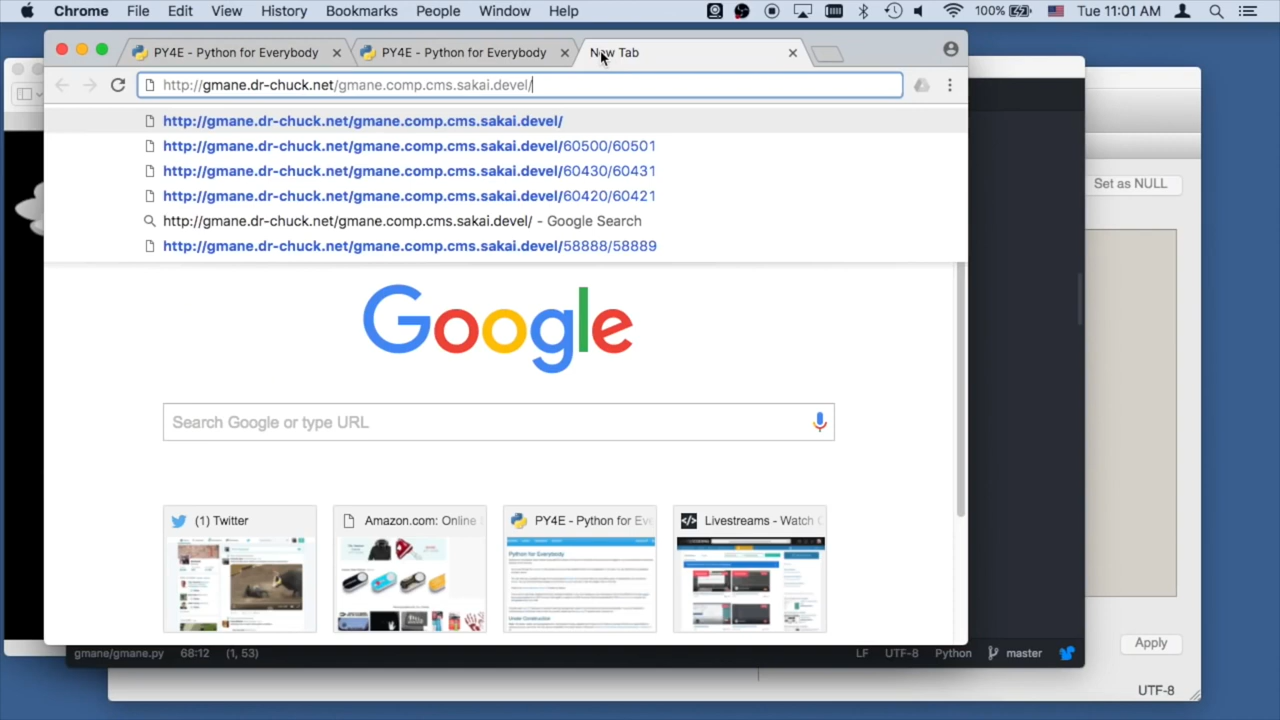 Chrome File Edit View History Bookmarks People Window Help 100% Tue 11:01 AM
PY4E - Python for Everybody PY4E - Python for Everybody New Tab
http://gmane.dr-chuck.net/gmane.comp.cms.sakai.devel/
http://gmane.dr-chuck.net/gmane.comp.cms.sakai.devel/
http://gmane.dr-chuck.net/gmane.comp.cms.sakai.devel/60500/60501
http://gmane.dr-chuck.net/gmane.comp.cms.sakai.devel/60430/60431
http://gmane.dr-chuck.net/gmane.comp.cms.sakai.devel/60420/60421
http://gmane.dr-chuck.net/gmane.comp.cms.sakai.devel/ - Google Search
http://gmane.dr-chuck.net/gmane.comp.cms.sakai.devel/58888/58889
Set as NULL
Google
Search Google or type URL
(1) Twitter Amazon.com: Online PY4E - Python for Ev Livestreams - Watch
Python for Everybody
Under Construction
Apply
gmane/gmane.py 68:12 (1, 53) LF UTF-8 Python master
UTF-8